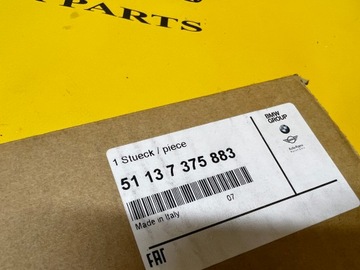 PARTS
1 Stueck / piece
51 13 7 375 883
BMW
GROUP
07
Made in Italy
EAC